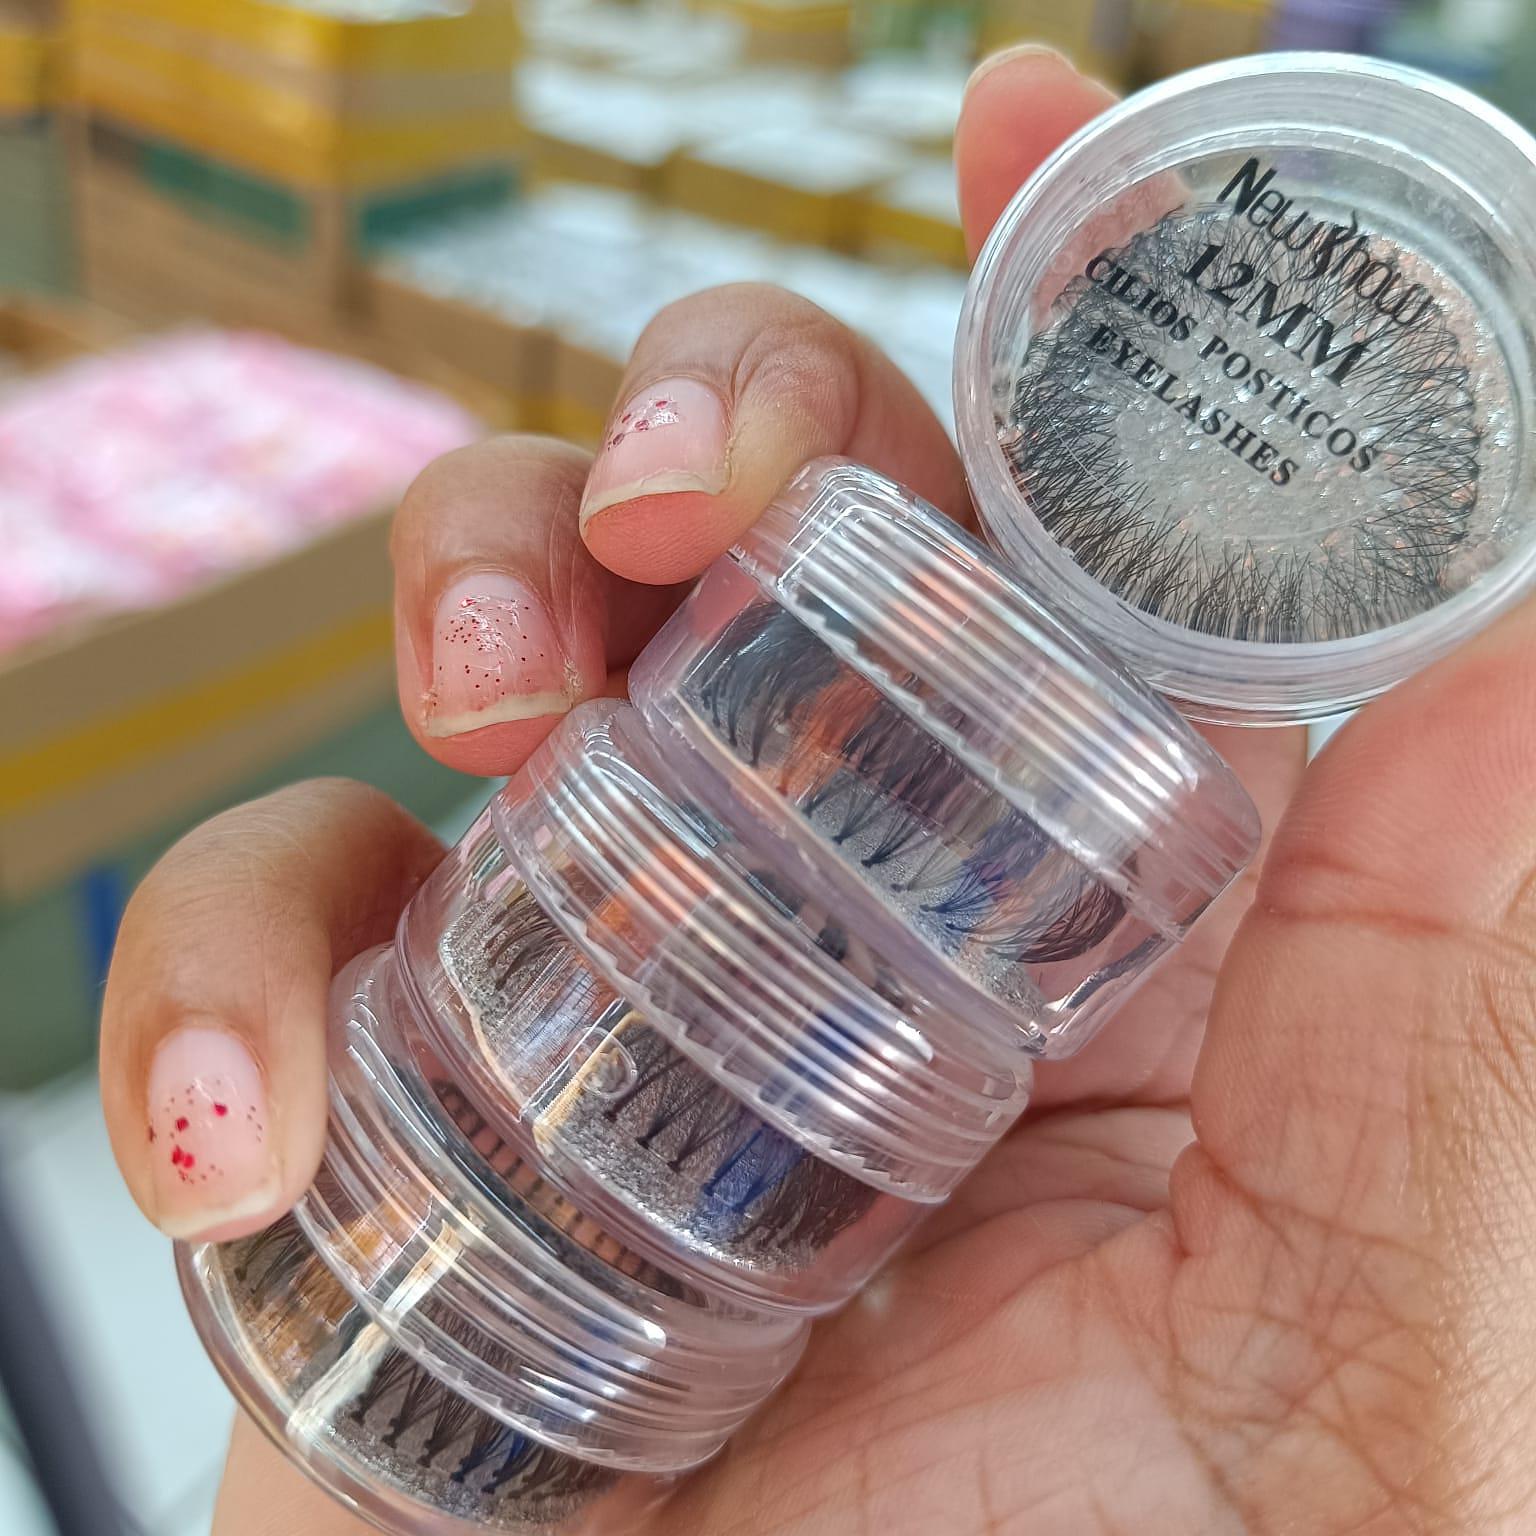 NewShow
12MM
CILIOS POSTICOS
EYELASHES